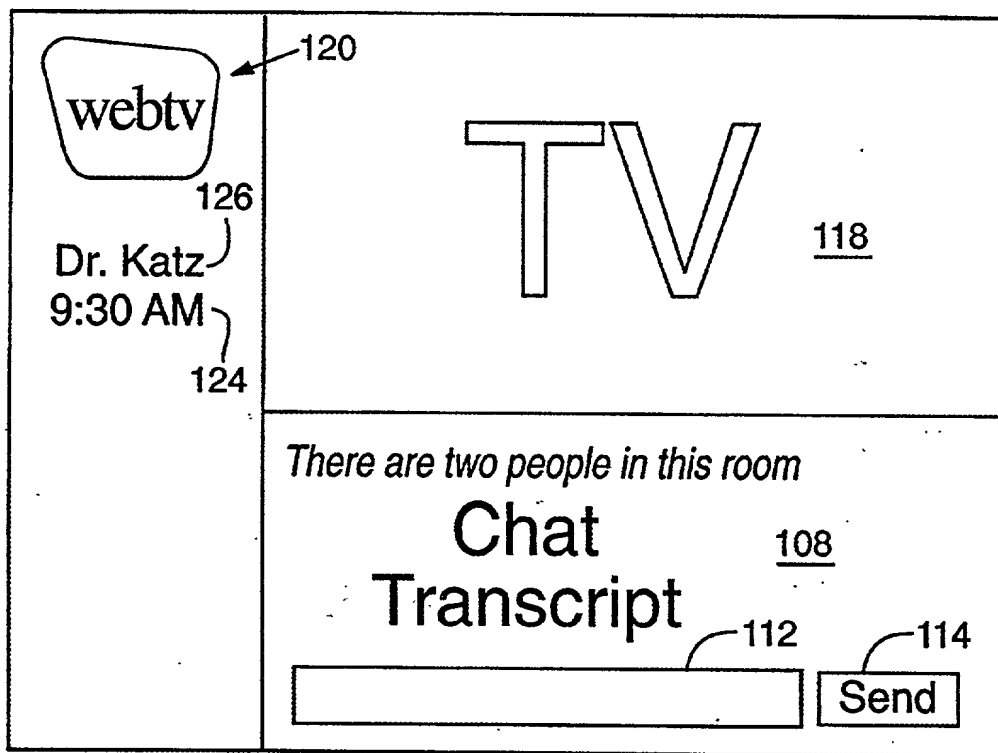 120
webtv
126
Dr. Katz
9:30 AM
124
TV
118
There are two people in this room
Chat
108
Transcript
112
114
Send